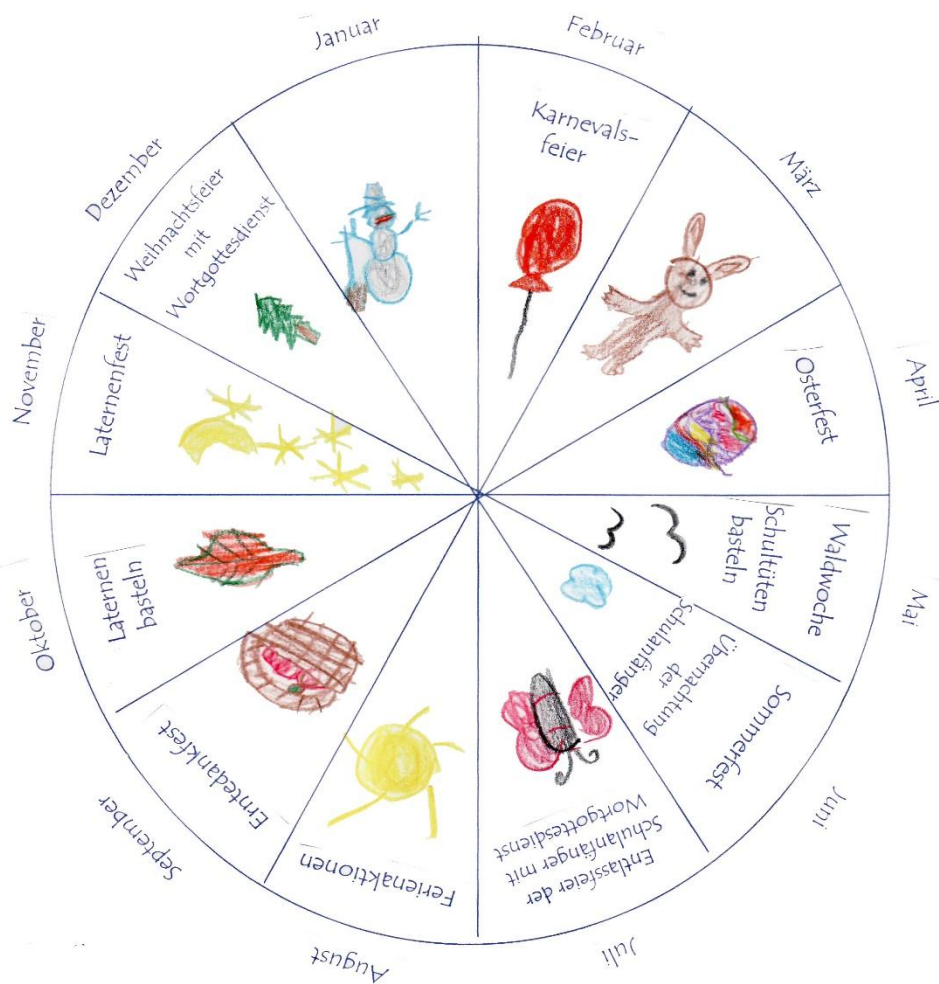 Januar
Februar
Karnevals-
feier
März
April
Osterfest
Mai
Waldwoche
Schultüten
basteln
Juni
Sommerfest
Übernachtung
der
Schulanfänger
Juli
Entlassfeier der
Schulanfänger mit
Wortgottesdienst
August
Ferienaktionen
September
Erntedankfest
Oktober
Laternen
basteln
November
Laternenfest
Dezember
Weihnachtsfeier
mit
Wortgottesdienst